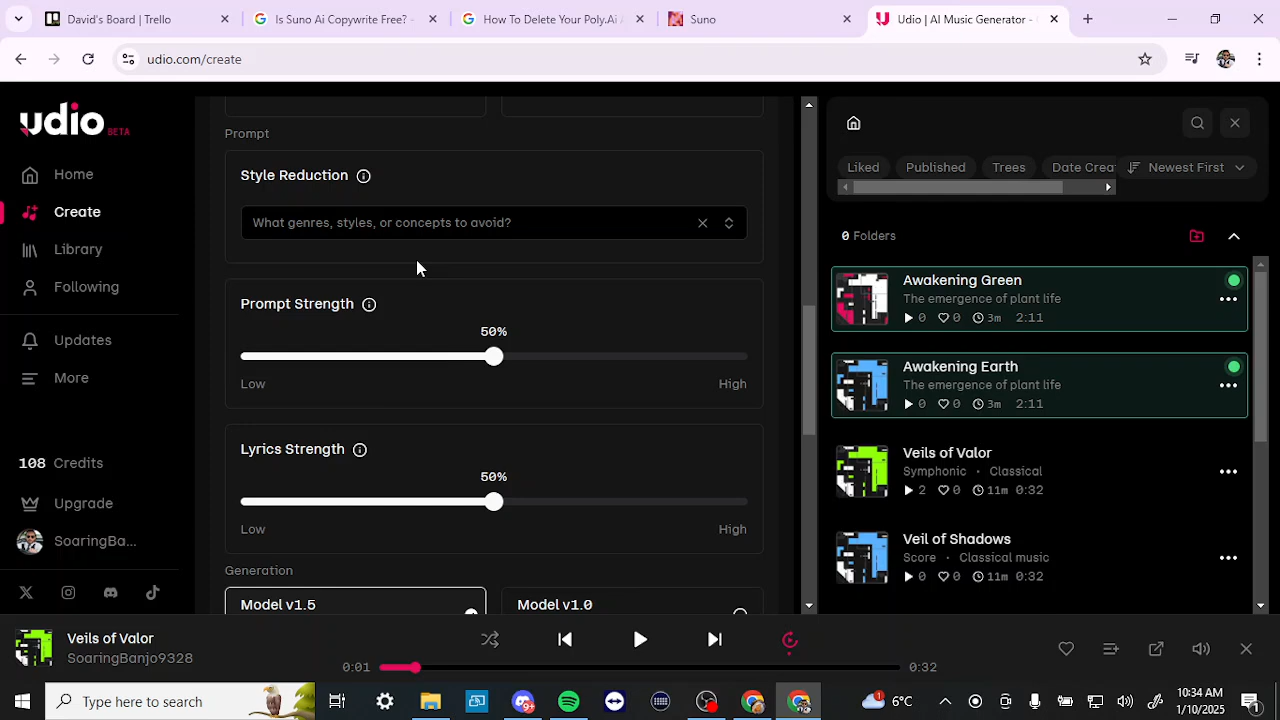 David's Board | Trello
Is Suno Ai Copywrite Free? -
How To Delete Your Poly.Ai A
Suno
Udio | AI Music Generator -
udio.com/create
udio BETA
Home
Create
Library
Following
Updates
More
108 Credits
Upgrade
SoaringBa...
Prompt
Style Reduction
What genres, styles, or concepts to avoid?
Prompt Strength
50%
Low
High
Lyrics Strength
50%
Low
High
Generation
Model v1.5
Model v1.0
Liked
Published
Trees
Date Crea
Newest First
0 Folders
Awakening Green
The emergence of plant life
0 0 3m 2:11
Awakening Earth
The emergence of plant life
0 0 3m 2:11
Veils of Valor
Symphonic • Classical
2 0 11m 0:32
Veil of Shadows
Score • Classical music
0 0 11m 0:32
Veils of Valor
SoaringBanjo9328
0:01
0:32
Type here to search
9+
1
6°C
10:34 AM
1/10/2025
1